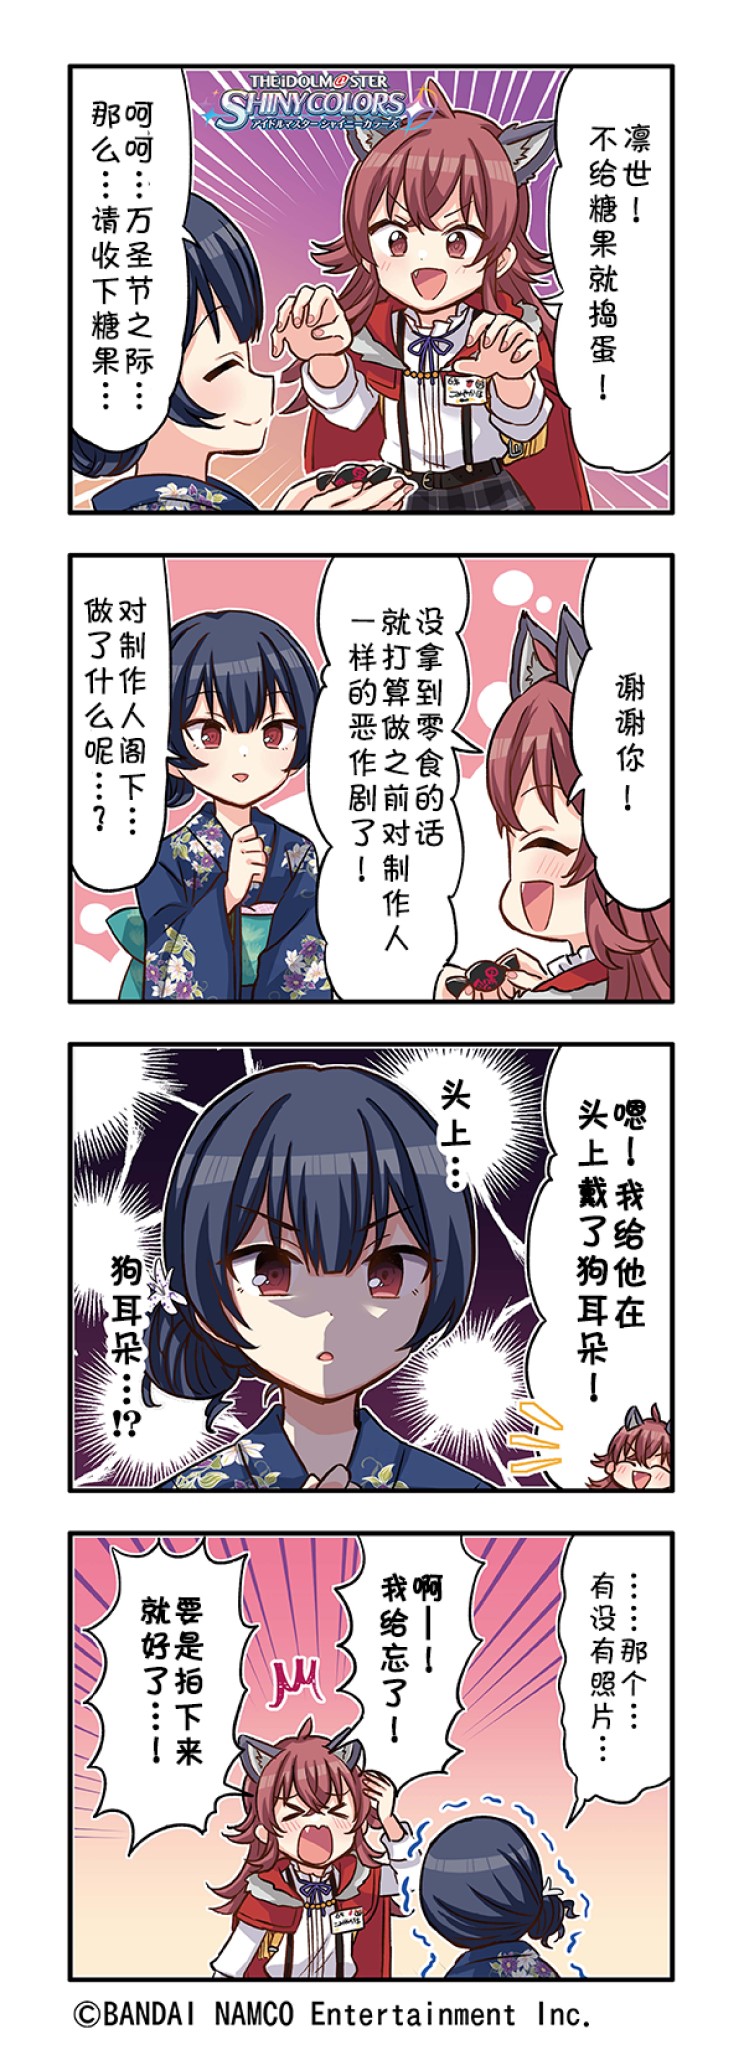 THE iDOLM@STER
SHINY COLORS
アイドルマスターシャイニーカラーズ
凛世！
不给糖果就捣蛋！
呵呵…万圣节之际…
那么…请收下糖果…
谢谢你！
没拿到零食的话
就打算做之前对制作人
一样的恶作剧了！
对制作人阁下…
做了什么呢…？
嗯！我给他在
头上戴了狗耳朵！
头上…
狗耳朵…!?
……那个…
有没有照片…
啊—！
我给忘了！
要是拍下来
就好了…！
©BANDAI NAMCO Entertainment Inc.